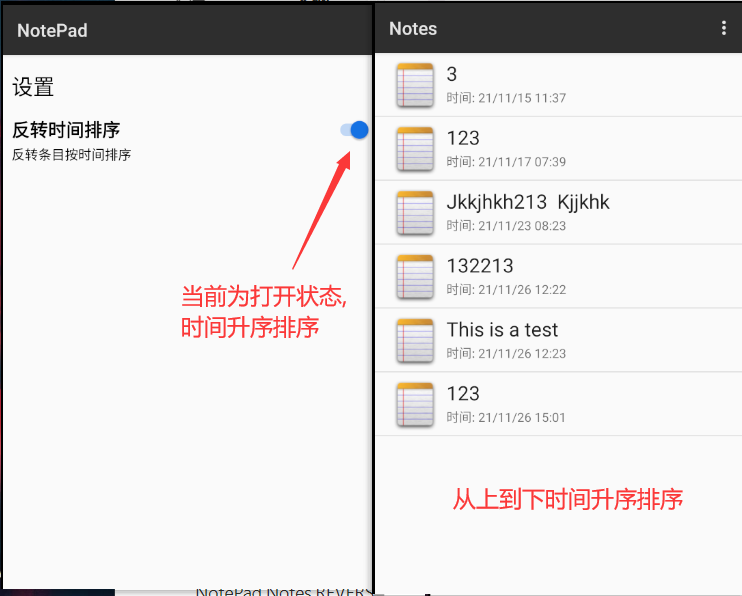 NotePad
设置
反转时间排序
反转条目按时间排序
当前为打开状态,
时间升序排序
Notes
3
时间: 21/11/15 11:37
123
时间: 21/11/17 07:39
Jkkjhkh213 Kjjkhk
时间: 21/11/23 08:23
132213
时间: 21/11/26 12:22
This is a test
时间: 21/11/26 12:23
123
时间: 21/11/26 15:01
从上到下时间升序排序
NotePad Notes REVERS